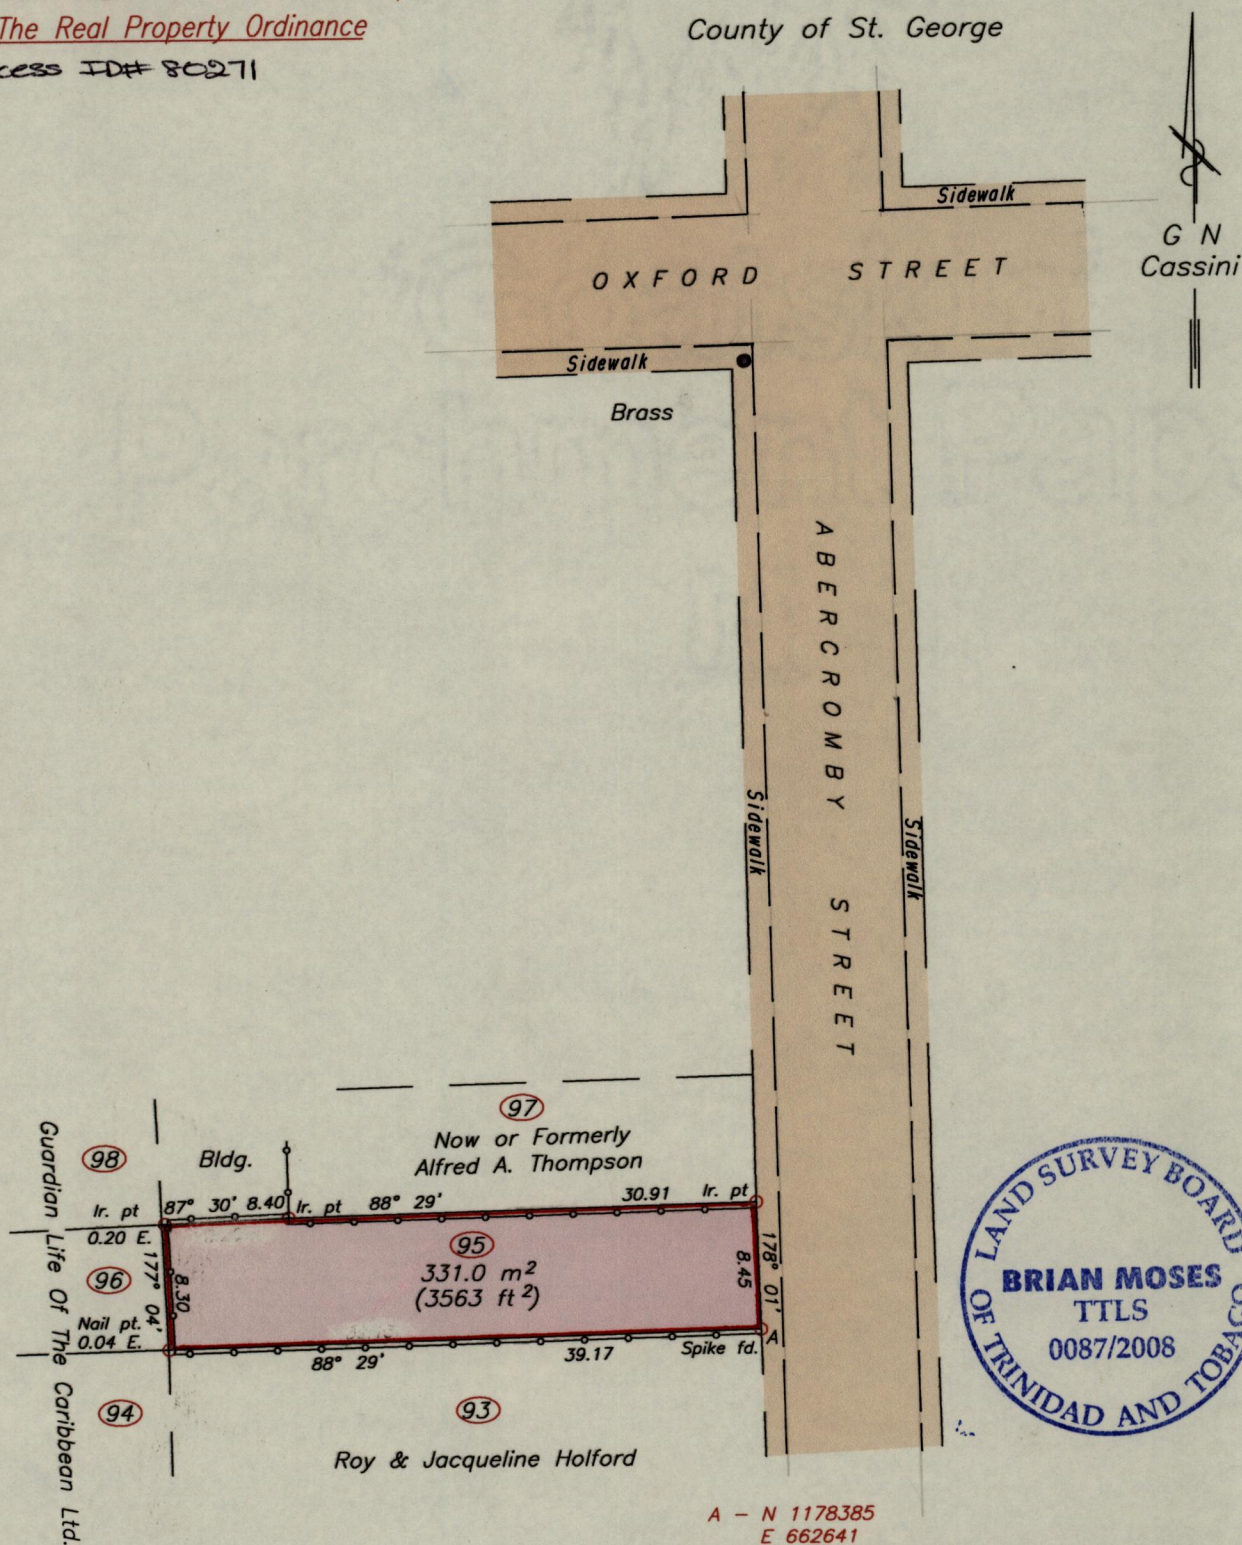 The Real Property Ordinance
cess ID# 80271
County of St. George
G N
Cassini
Sidewalk
OXFORD STREET
Sidewalk
Brass
ABERCROMBY STREET
Sidewalk
Sidewalk
97
Now or Formerly
Alfred A. Thompson
98
Bldg.
Guardian Life Of The Caribbean Ltd.
Ir. pt
0.20 E.
87° 30' 8.40
Ir. pt
88° 29'
30.91
Ir. pt
95
331.0 m²
(3563 ft²)
96
177° 04'
8.30
8.45
178° 01'
Nail pt.
0.04 E.
88° 29'
39.17
Spike fd.
A
94
93
Roy & Jacqueline Holford
A - N 1178385
E 662641
LAND SURVEY BOARD
BRIAN MOSES
TTLS
0087/2008
OF TRINIDAD AND TOBAGO